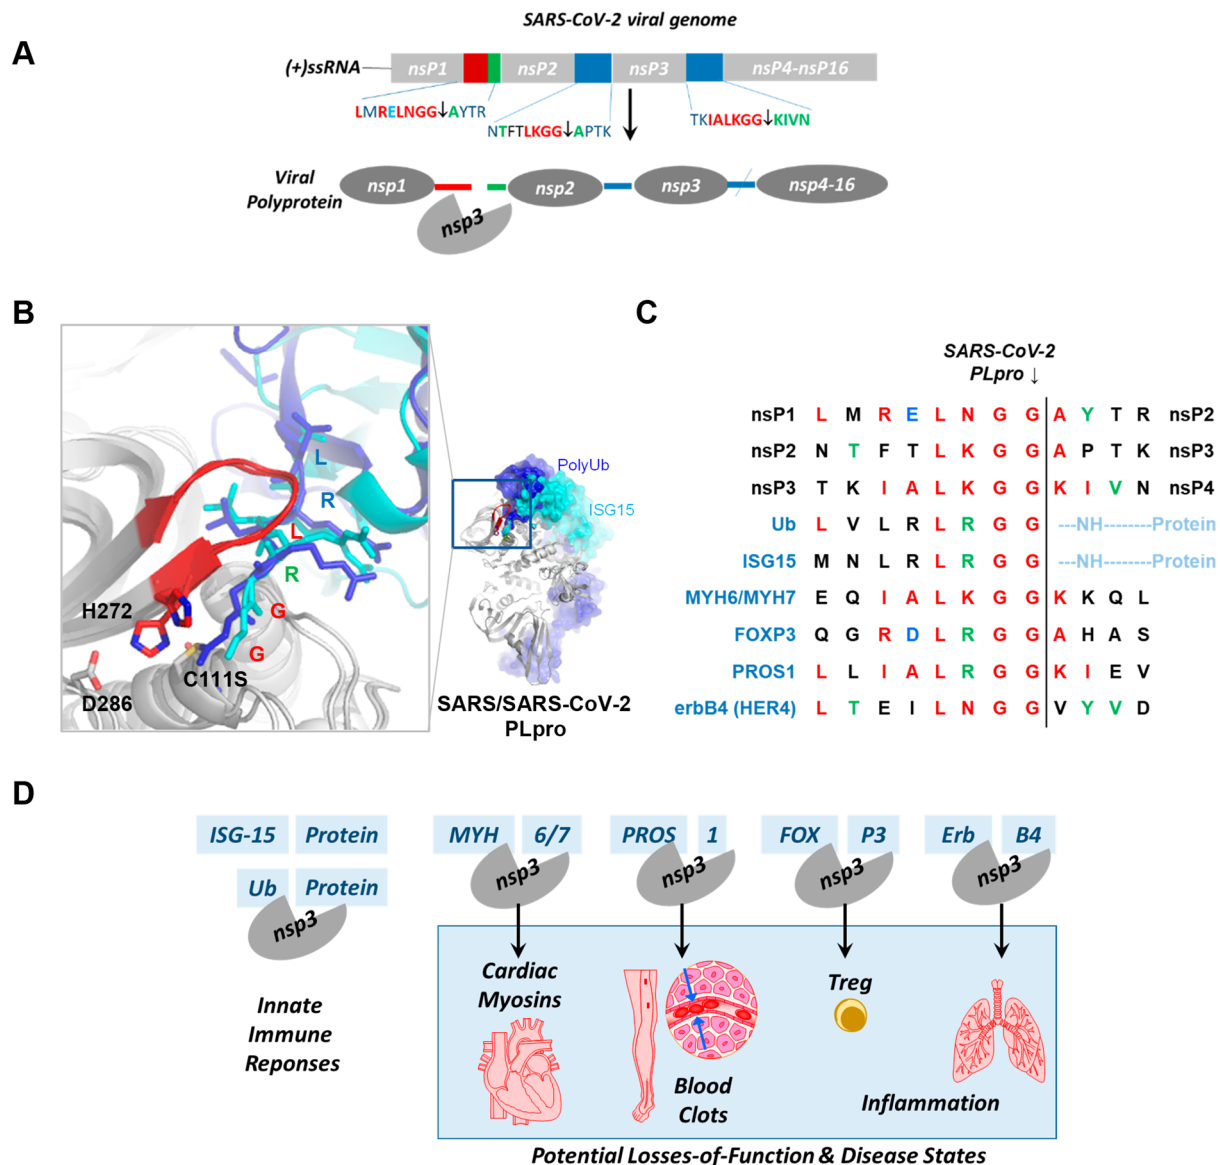 SARS-CoV-2 viral genome
A
(+)ssRNA
nsP1
nsP2
nsP3
nsP4-nsP16
LMRELNGG↓AYTR
NTFTLKGG↓APTK
TKIALKGG↓KIVN
Viral
Polyprotein
nsp1
nsp3
nsp2
nsp3
nsp4-16
B
L
R
L
R
G
G
H272
C111S
D286
PolyUb
ISG15
SARS/SARS-CoV-2
PLpro
C
SARS-CoV-2
PLpro ↓
nsP1 L M R E L N G G A Y T R nsP2
nsP2 N T F T L K G G A P T K nsP3
nsP3 T K I A L K G G K I V N nsP4
Ub L V L R L R G G ---NH-------Protein
ISG15 M N L R L R G G ---NH-------Protein
MYH6/MYH7 E Q I A L K G G K K Q L
FOXP3 Q G R D L R G G A H A S
PROS1 L L I A L R G G K I E V
erbB4 (HER4) L T E I L N G G V Y V D
D
ISG-15 Protein
Ub Protein
nsp3
Innate
Immune
Reponses
MYH 6/7
nsp3
PROS 1
nsp3
FOX P3
nsp3
Erb B4
nsp3
Cardiac
Myosins
Blood
Clots
Treg
Inflammation
Potential Losses-of-Function & Disease States